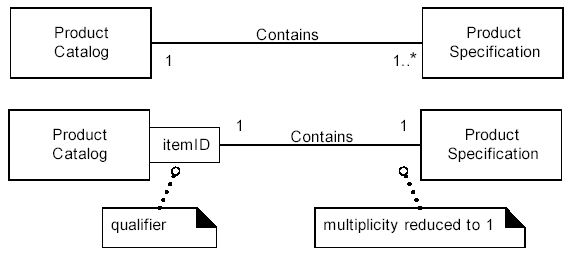 Product
Catalog
Contains
1
1..*
Product
Specification
Product
Catalog
itemID
1
Contains
1
Product
Specification
qualifier
multiplicity reduced to 1